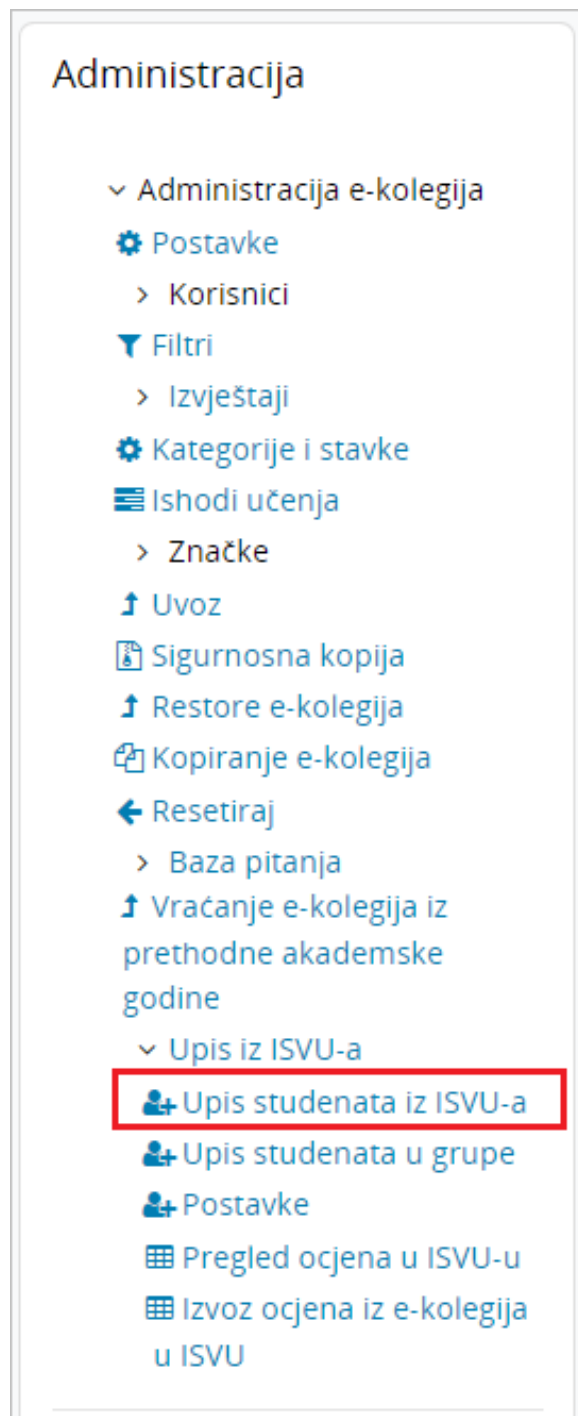 Administracija
Administracija e-kolegija
Postavke
Korisnici
Filtri
Izvještaji
Kategorije i stavke
Ishodi učenja
Značke
Uvoz
Sigurnosna kopija
Restore e-kolegija
Kopiranje e-kolegija
Resetiraj
Baza pitanja
Vraćanje e-kolegija iz
prethodne akademske
godine
Upis iz ISVU-a
Upis studenata iz ISVU-a
Upis studenata u grupe
Postavke
Pregled ocjena u ISVU-u
Izvoz ocjena iz e-kolegija
u ISVU